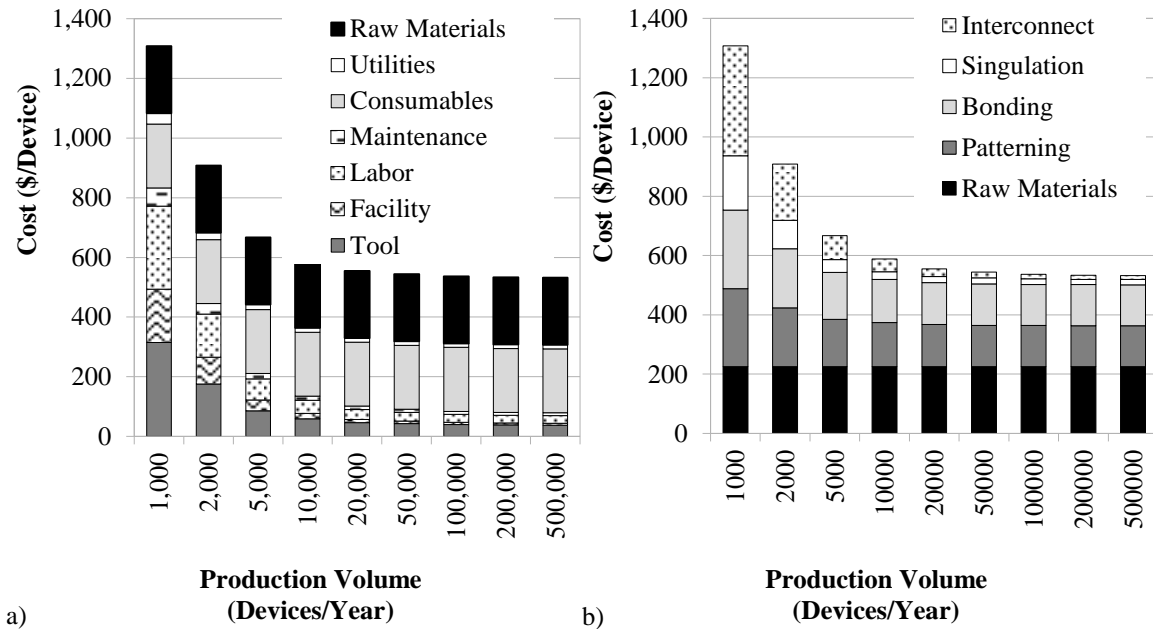 1,400
1,200
1,000
800
600
400
200
0
Cost ($/Device)
Raw Materials
Utilities
Consumables
Maintenance
Labor
Facility
Tool
1,000
2,000
5,000
10,000
20,000
50,000
100,000
200,000
500,000
Production Volume
(Devices/Year)
a)
1,400
1,200
1,000
800
600
400
200
0
Cost ($/Device)
Interconnect
Singulation
Bonding
Patterning
Raw Materials
1000
2000
5000
10000
20000
50000
100000
200000
500000
Production Volume
(Devices/Year)
b)